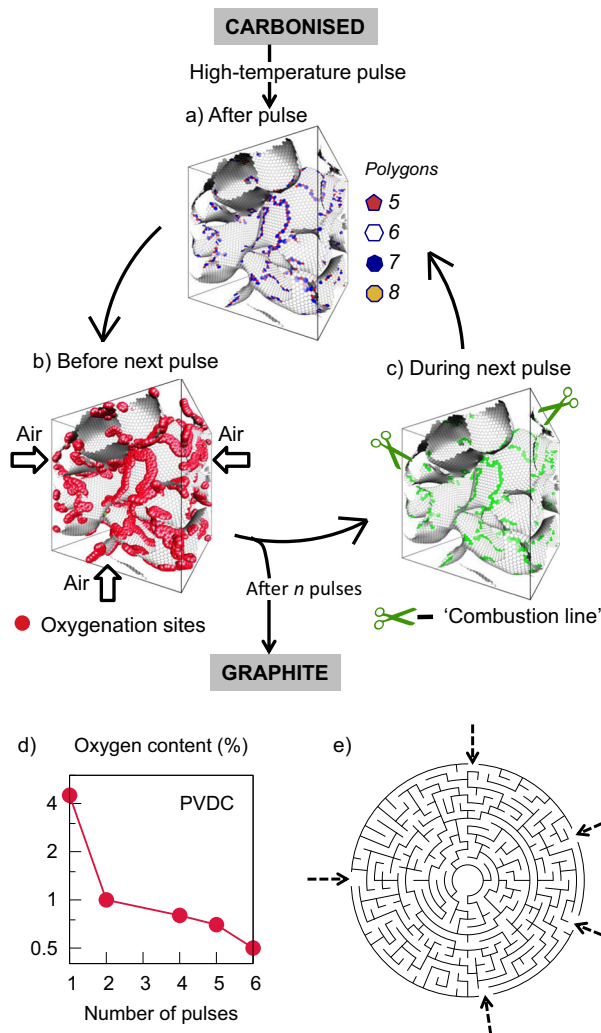 CARBONISED
High-temperature pulse
a) After pulse
Polygons
5
6
7
8
b) Before next pulse
c) During next pulse
Air
Air
Air
After n pulses
Oxygenation sites
'Combustion line'
GRAPHITE
d) Oxygen content (%)
e)
PVDC
4
2
1
0.5
1 2 3 4 5 6
Number of pulses